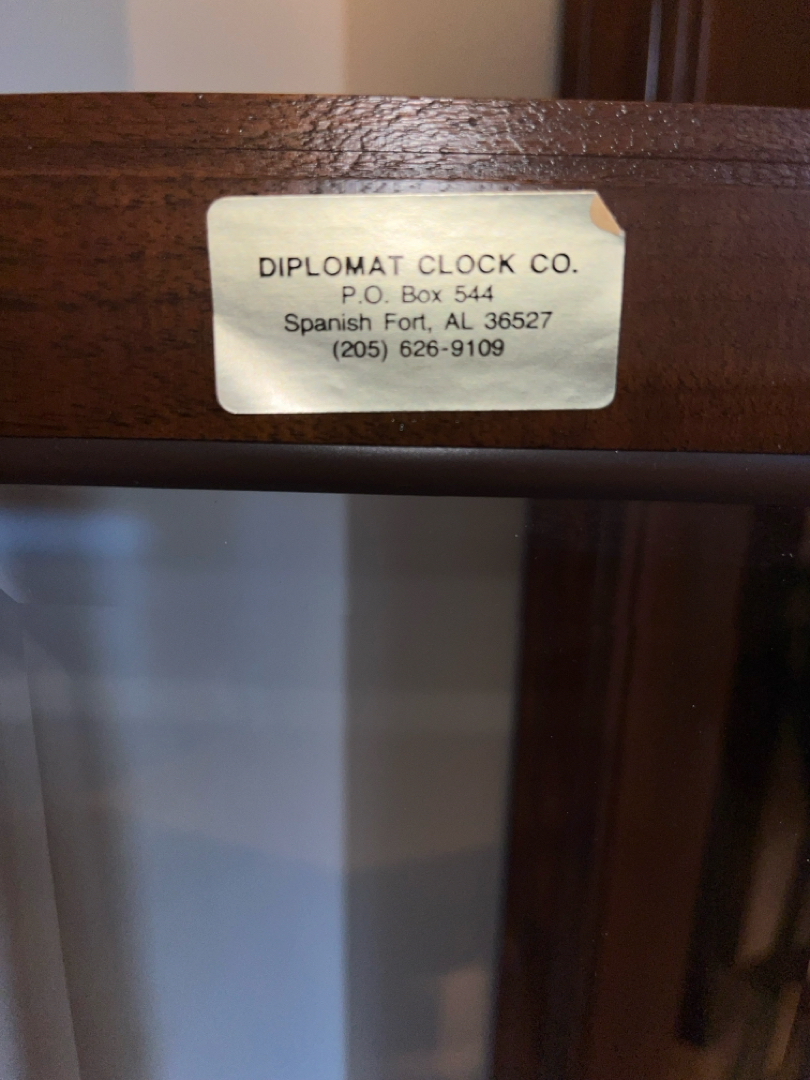 DIPLOMAT CLOCK CO.
P.O. Box 544
Spanish Fort, AL 36527
(205) 626-9109